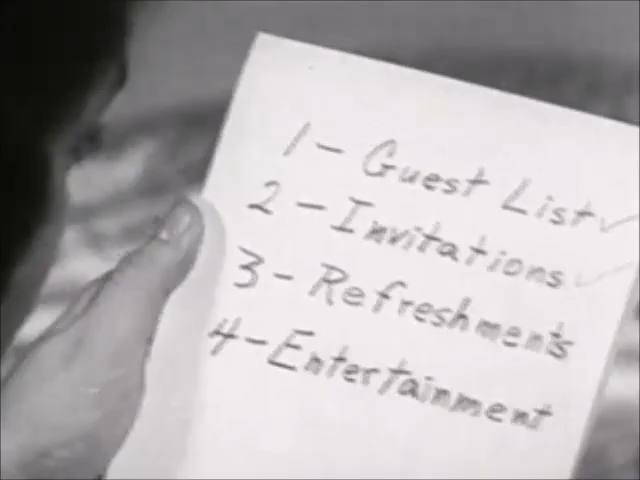 1 - Guest List ✓
2 - Invitations ✓
3 - Refreshments
4 - Entertainment